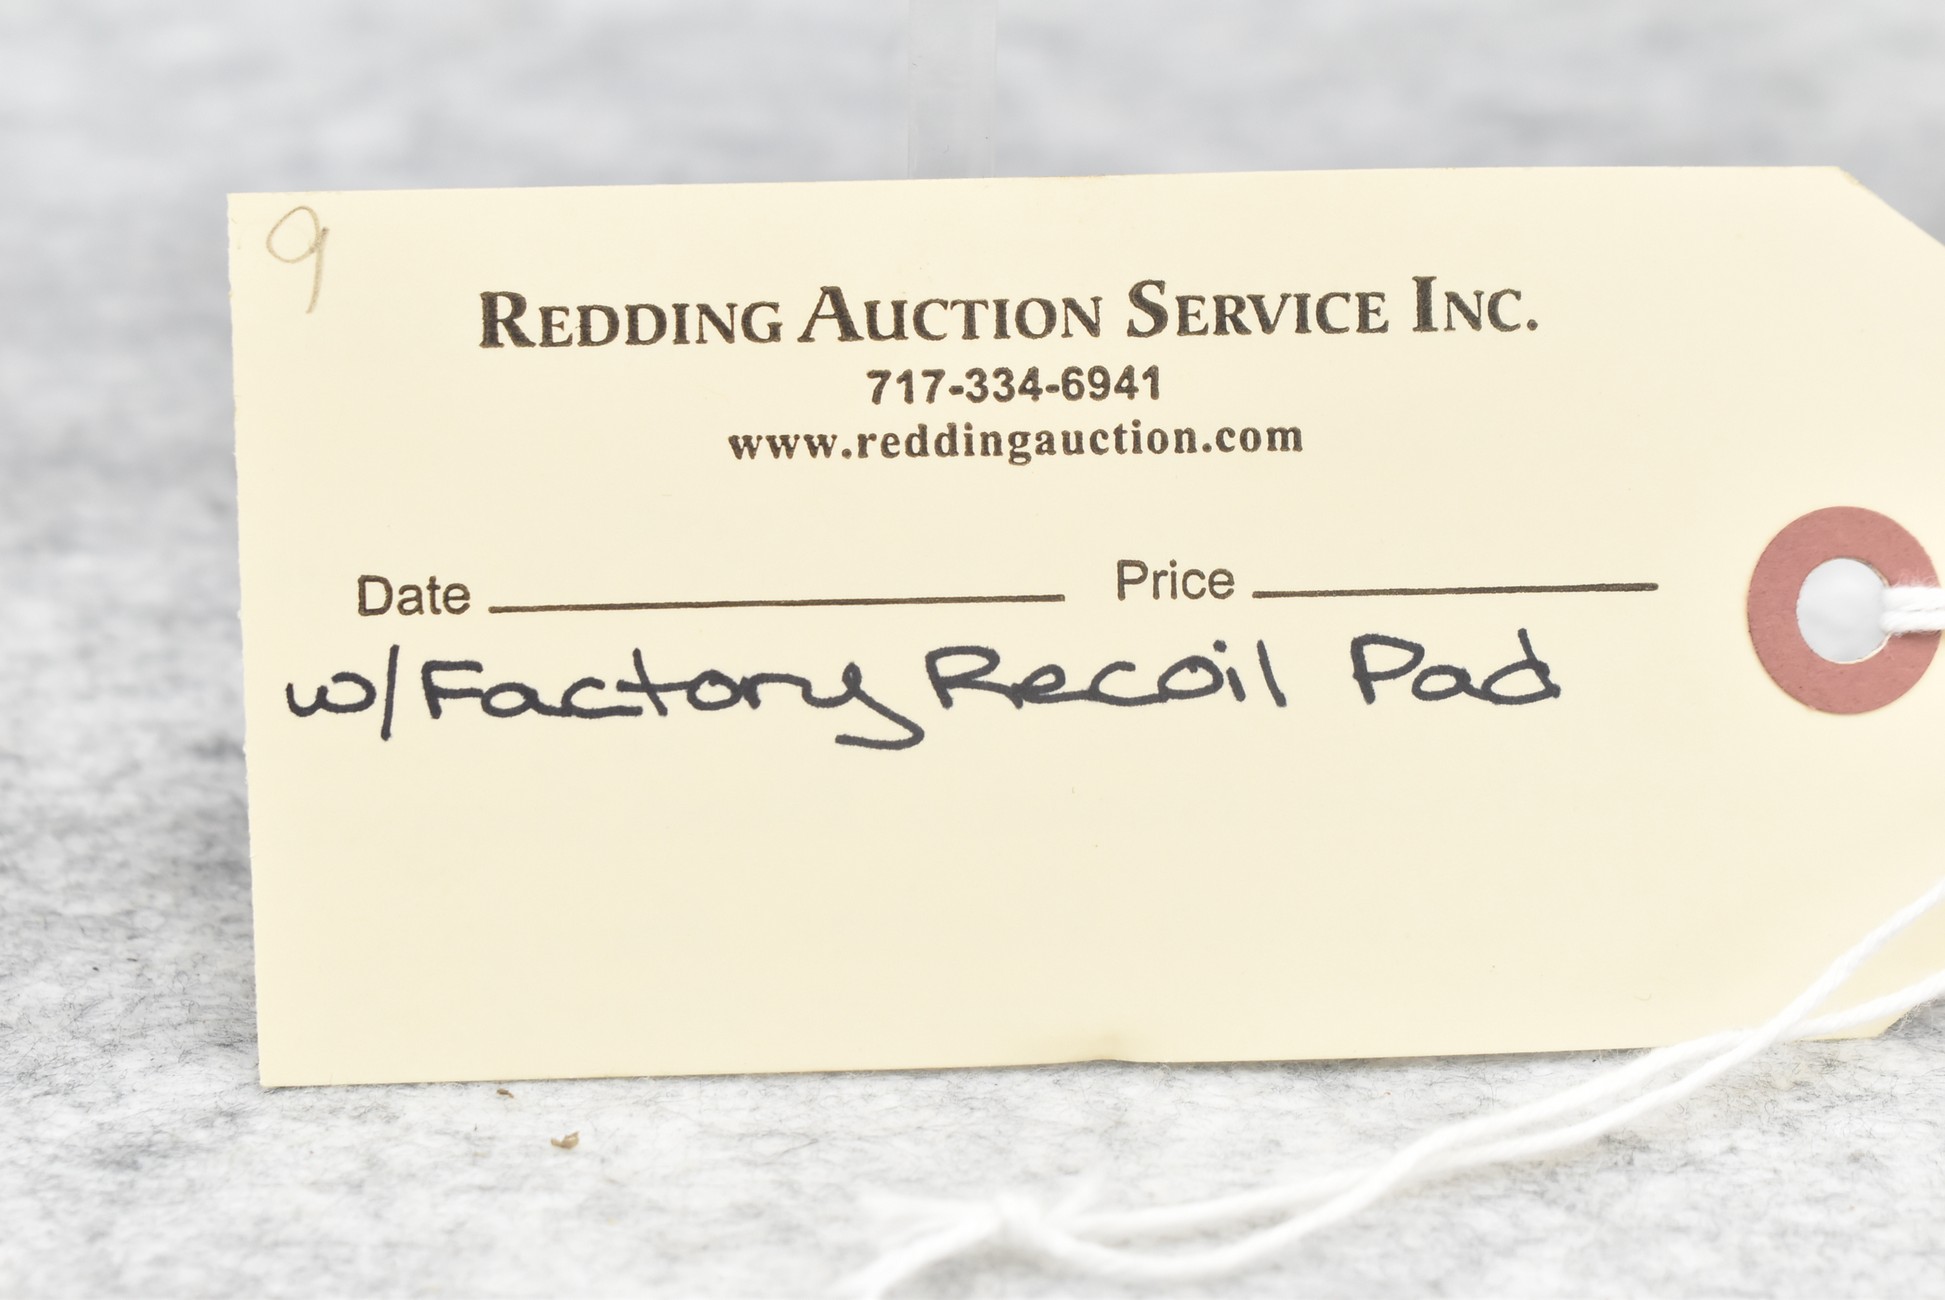 9
Redding Auction Service Inc.
717-334-6941
www.reddingauction.com
Date Price
w/Factory Recoil Pad